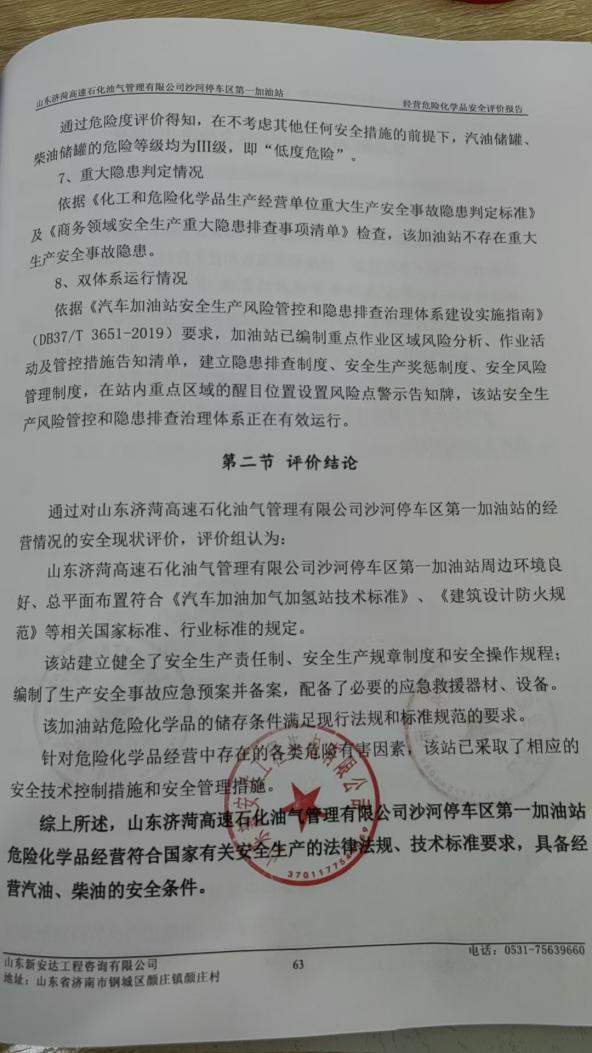 山东济菏高速石化油气管理有限公司沙河停车区第一加油站
经营危险化学品安全评价报告
通过危险度评价得知，在不考虑其他任何安全措施的前提下，汽油储罐、
柴油储罐的危险等级均为III级，即“低度危险”。
7、重大隐患判定情况
依据《化工和危险化学品生产经营单位重大生产安全事故隐患判定标准》
及《商务领域安全生产重大隐患排查事项清单》检查，该加油站不存在重大
生产安全事故隐患。
8、双体系运行情况
依据《汽车加油站安全生产风险管控和隐患排查治理体系建设实施指南》
（DB37/T 3651-2019）要求，加油站已编制重点作业区域风险分析、作业活
动及管控措施告知清单，建立隐患排查制度、安全生产奖惩制度、安全风险
管理制度，在站内重点区域的醒目位置设置风险点警示告知牌，该站安全生
产风险管控和隐患排查治理体系正在有效运行。
第二节 评价结论
通过对山东济菏高速石化油气管理有限公司沙河停车区第一加油站的经
营情况的安全现状评价，评价组认为：
山东济菏高速石化油气管理有限公司沙河停车区第一加油站周边环境良
好、总平面布置符合《汽车加油加气加氢站技术标准》、《建筑设计防火规
范》等相关国家标准、行业标准的规定。
该站建立健全了安全生产责任制、安全生产规章制度和安全操作规程；
编制了生产安全事故应急预案并备案，配备了必要的应急救援器材、设备。
该加油站危险化学品的储存条件满足现行法规和标准规范的要求。
针对危险化学品经营中存在的各类危险有害因素，该站已采取了相应的
安全技术控制措施和安全管理措施。
综上所述，山东济菏高速石化油气管理有限公司沙河停车区第一加油站
危险化学品经营符合国家有关安全生产的法律法规、技术标准要求，具备经
营汽油、柴油的安全条件。
山东新安达工程咨询有限公司
63
电话：0531-75639660
地址：山东省济南市钢城区颜庄镇颜庄村